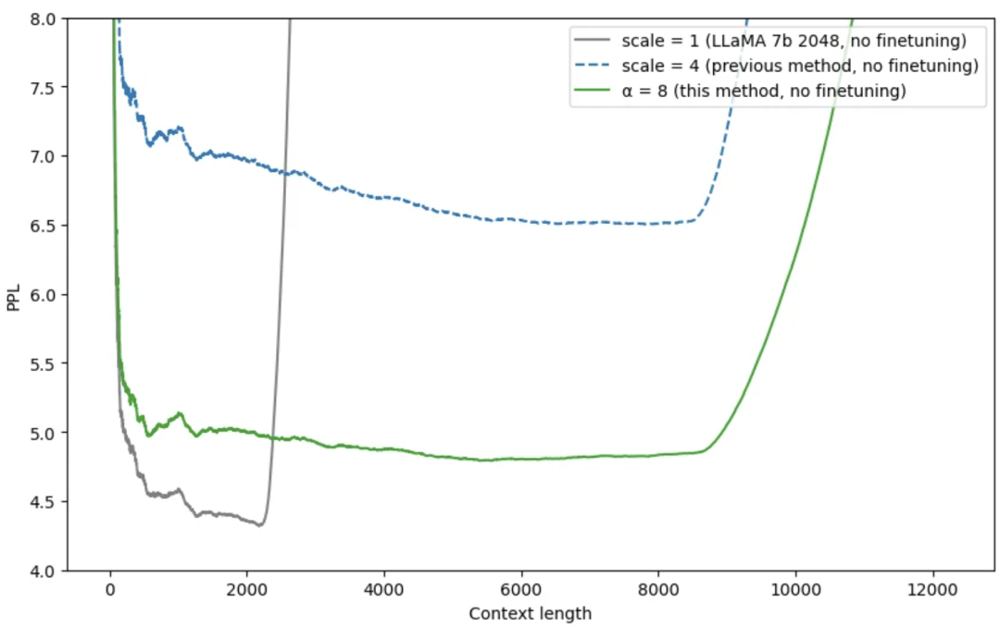 8.0
7.5
7.0
6.5
6.0
5.5
5.0
4.5
4.0
PPL
scale = 1 (LLaMA 7b 2048, no finetuning)
scale = 4 (previous method, no finetuning)
α = 8 (this method, no finetuning)
0 2000 4000 6000 8000 10000 12000
Context length